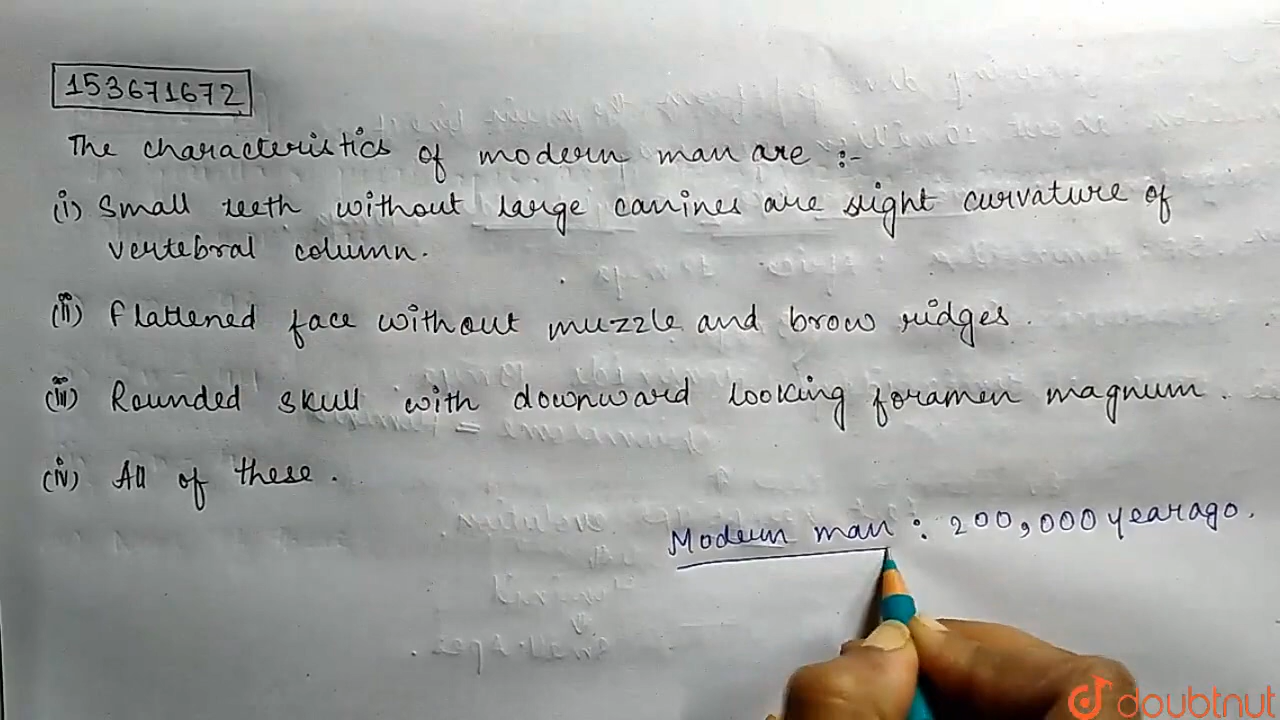 153671672
The characteristics of modern man are :-
(i) Small teeth without large canines are slight curvature of
vertebral column.
(ii) Flattened face without muzzle and brow ridges.
(iii) Rounded skull with downward looking foramen magnum.
(iv) All of these.
Modern man : 200,000 year ago.
doubtnut